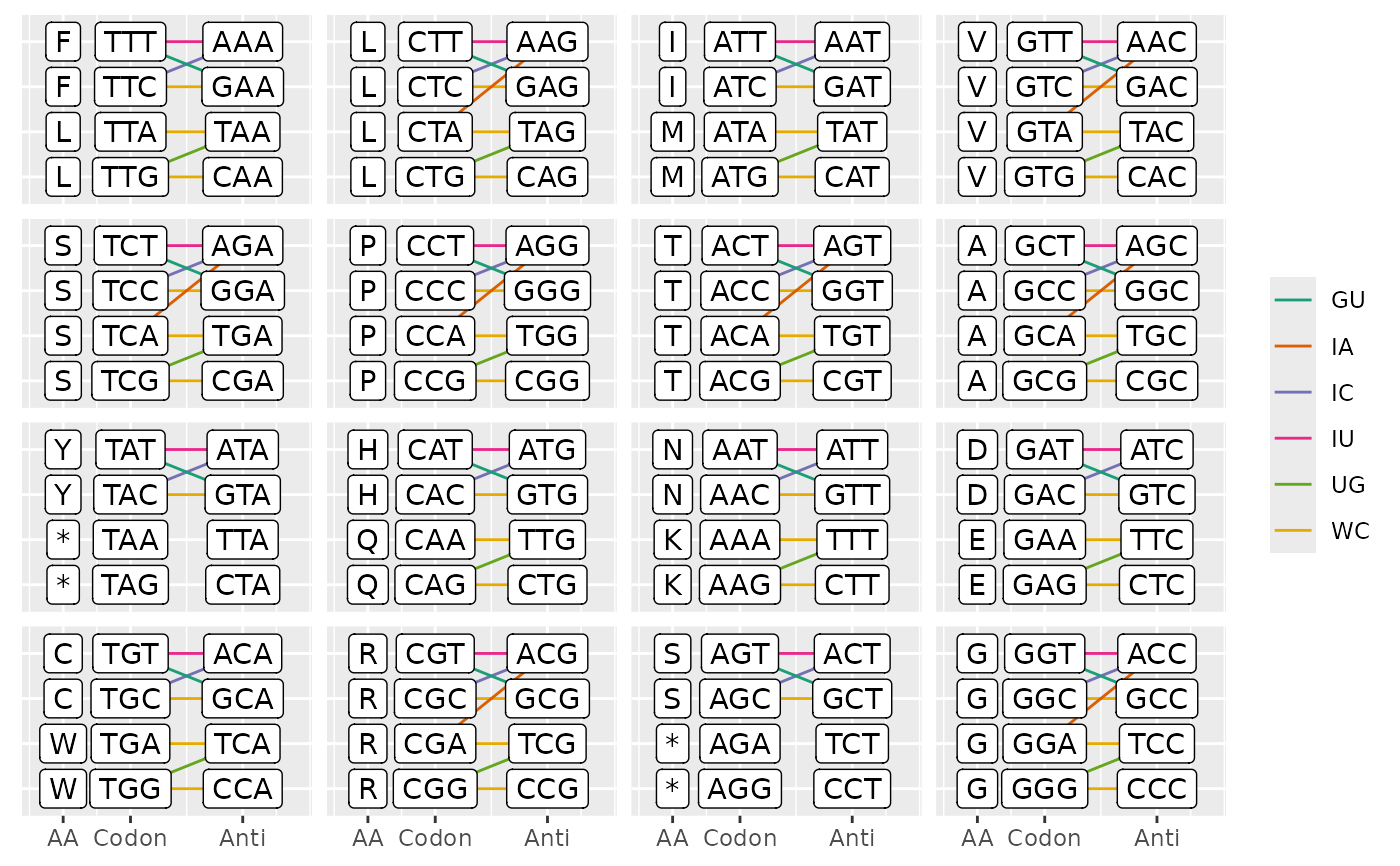 F TTT AAA L CTT AAG I ATT AAT V GTT AAC
F TTC GAA L CTC GAG I ATC GAT V GTC GAC
L TTA TAA L CTA TAG M ATA TAT V GTA TAC
L TTG CAA L CTG CAG M ATG CAT V GTG CAC
S TCT AGA P CCT AGG T ACT AGT A GCT AGC
S TCC GGA P CCC GGG T ACC GGT A GCC GGC
S TCA TGA P CCA TGG T ACA TGT A GCA TGC
S TCG CGA P CCG CGG T ACG CGT A GCG CGC
Y TAT ATA H CAT ATG N AAT ATT D GAT ATC
Y TAC GTA H CAC GTG N AAC GTT D GAC GTC
* TAA TTA Q CAA TTG K AAA TTT E GAA TTC
* TAG CTA Q CAG CTG K AAG CTT E GAG CTC
C TGT ACA R CGT ACG S AGT ACT G GGT ACC
C TGC GCA R CGC GCG S AGC GCT G GGC GCC
W TGA TCA R CGA TCG * AGA TCT G GGA TCC
W TGG CCA R CGG CCG * AGG CCT G GGG CCC
AA Codon Anti AA Codon Anti AA Codon Anti AA Codon Anti
GU
IA
IC
IU
UG
WC